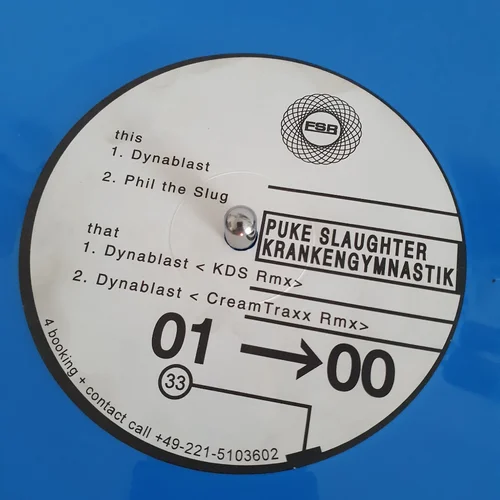 FSR
this
1. Dynablast
2. Phil the Slug
PUKE SLAUGHTER
KRANKENGYMNASTIK
that
1. Dynablast < KDS Rmx>
2. Dynablast < CreamTraxx Rmx>
01 → 00
33
4 booking + contact call +49-221-5103602